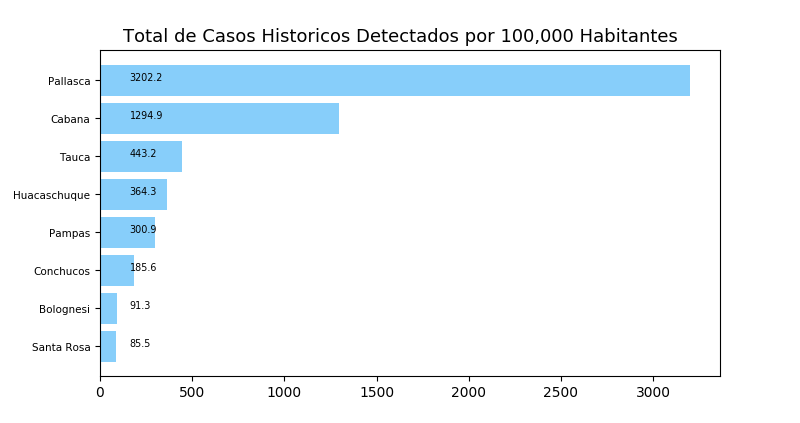 Total de Casos Historicos Detectados por 100,000 Habitantes
Pallasca 3202.2
Cabana 1294.9
Tauca 443.2
Huacaschuque 364.3
Pampas 300.9
Conchucos 185.6
Bolognesi 91.3
Santa Rosa 85.5
0 500 1000 1500 2000 2500 3000